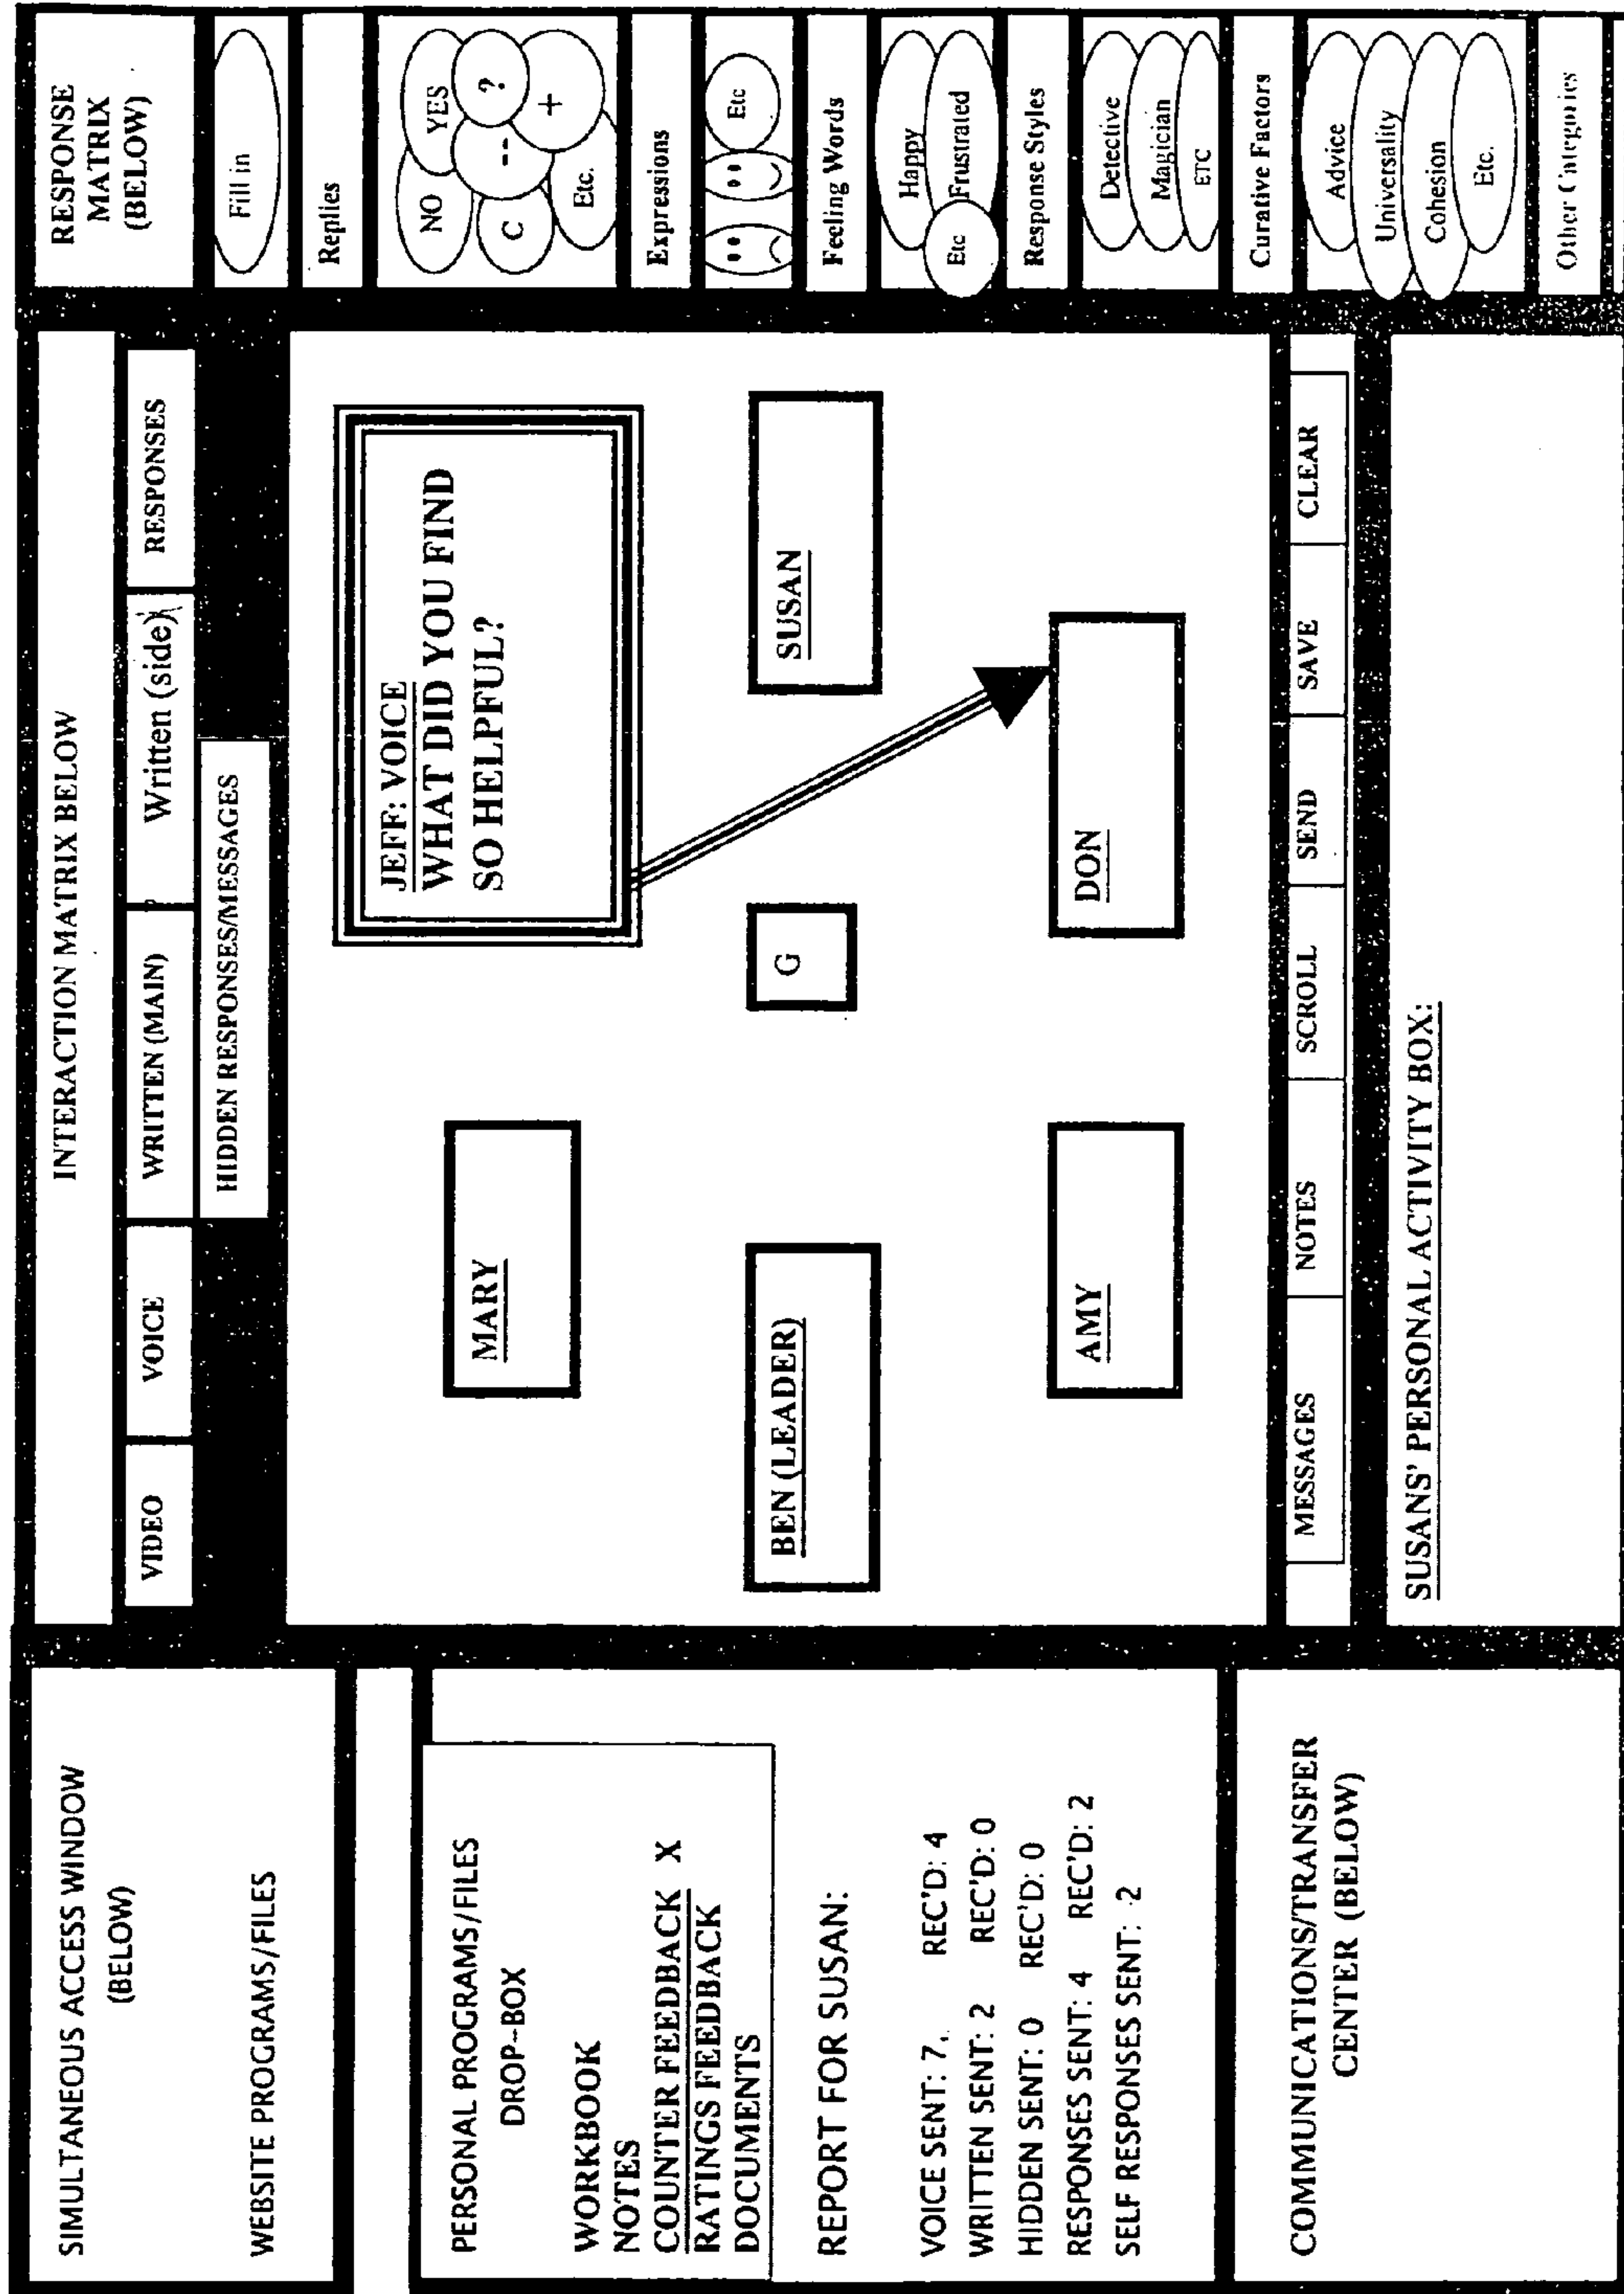 SIMULTANEOUS ACCESS WINDOW
(BELOW)
WEBSITE PROGRAMS/FILES
PERSONAL PROGRAMS/FILES
DROP-BOX
WORKBOOK
NOTES
COUNTER FEEDBACK X
RATINGS FEEDBACK
DOCUMENTS
REPORT FOR SUSAN:
VOICE SENT: 7 REC'D: 4
WRITTEN SENT: 2 REC'D: 0
HIDDEN SENT: 0 REC'D: 0
RESPONSES SENT: 4 REC'D: 2
SELF RESPONSES SENT: 2
COMMUNICATIONS/TRANSFER
CENTER (BELOW)
INTERACTION MATRIX BELOW
VIDEO
VOICE
WRITTEN (MAIN)
Written (side)
RESPONSES
HIDDEN RESPONSES/MESSAGES
MARY
JEFF: VOICE
WHAT DID YOU FIND
SO HELPFUL?
BEN (LEADER)
G
SUSAN
AMY
DON
MESSAGES
NOTES
SCROLL
SEND
SAVE
CLEAR
SUSANS' PERSONAL ACTIVITY BOX:
RESPONSE
MATRIX
(BELOW)
Fill in
Replies
NO
YES
C
--
?
+
Etc.
Expressions
Etc
Feeling Words
Happy
Etc
Frustrated
Response Styles
Detective
Magician
ETC
Curative Factors
Advice
Universality
Cohesion
Etc.
Other Categories